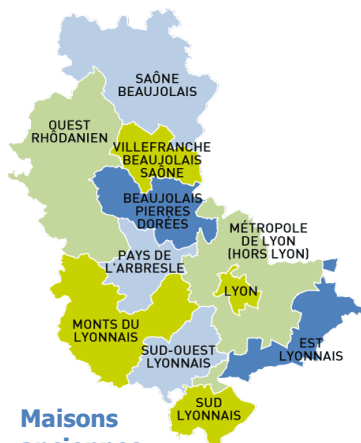 SAÔNE
BEAUJOLAIS
OUEST
RHÔDANIEN
VILLEFRANCHE
BEAUJOLAIS
SAÔNE
BEAUJOLAIS
PIERRES
DORÉES
MÉTROPOLE
DE LYON
(HORS LYON)
PAYS DE
L'ARBRESLE
LYON
MONTS DU
LYONNAIS
EST
LYONNAIS
SUD-OUEST
LYONNAIS
SUD
LYONNAIS
Maisons